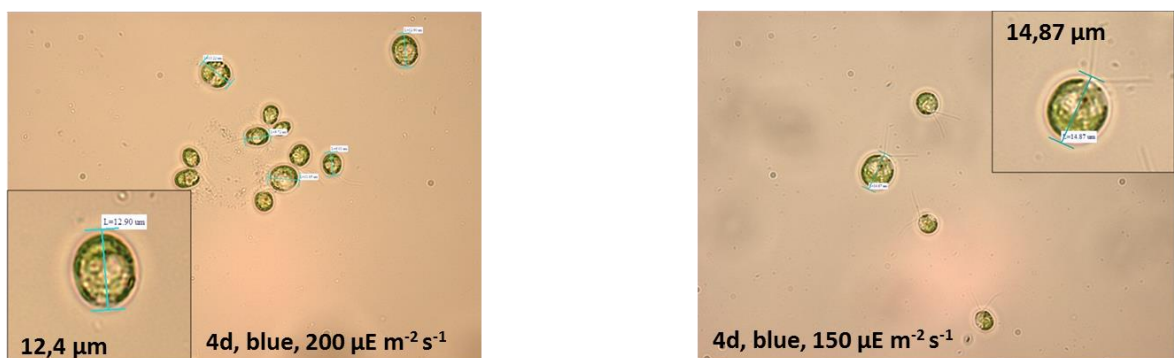 L=12.90 um
12,4 µm
4d, blue, 200 µE m⁻² s⁻¹
14,87 µm
L=14.87 um
4d, blue, 150 µE m⁻² s⁻¹